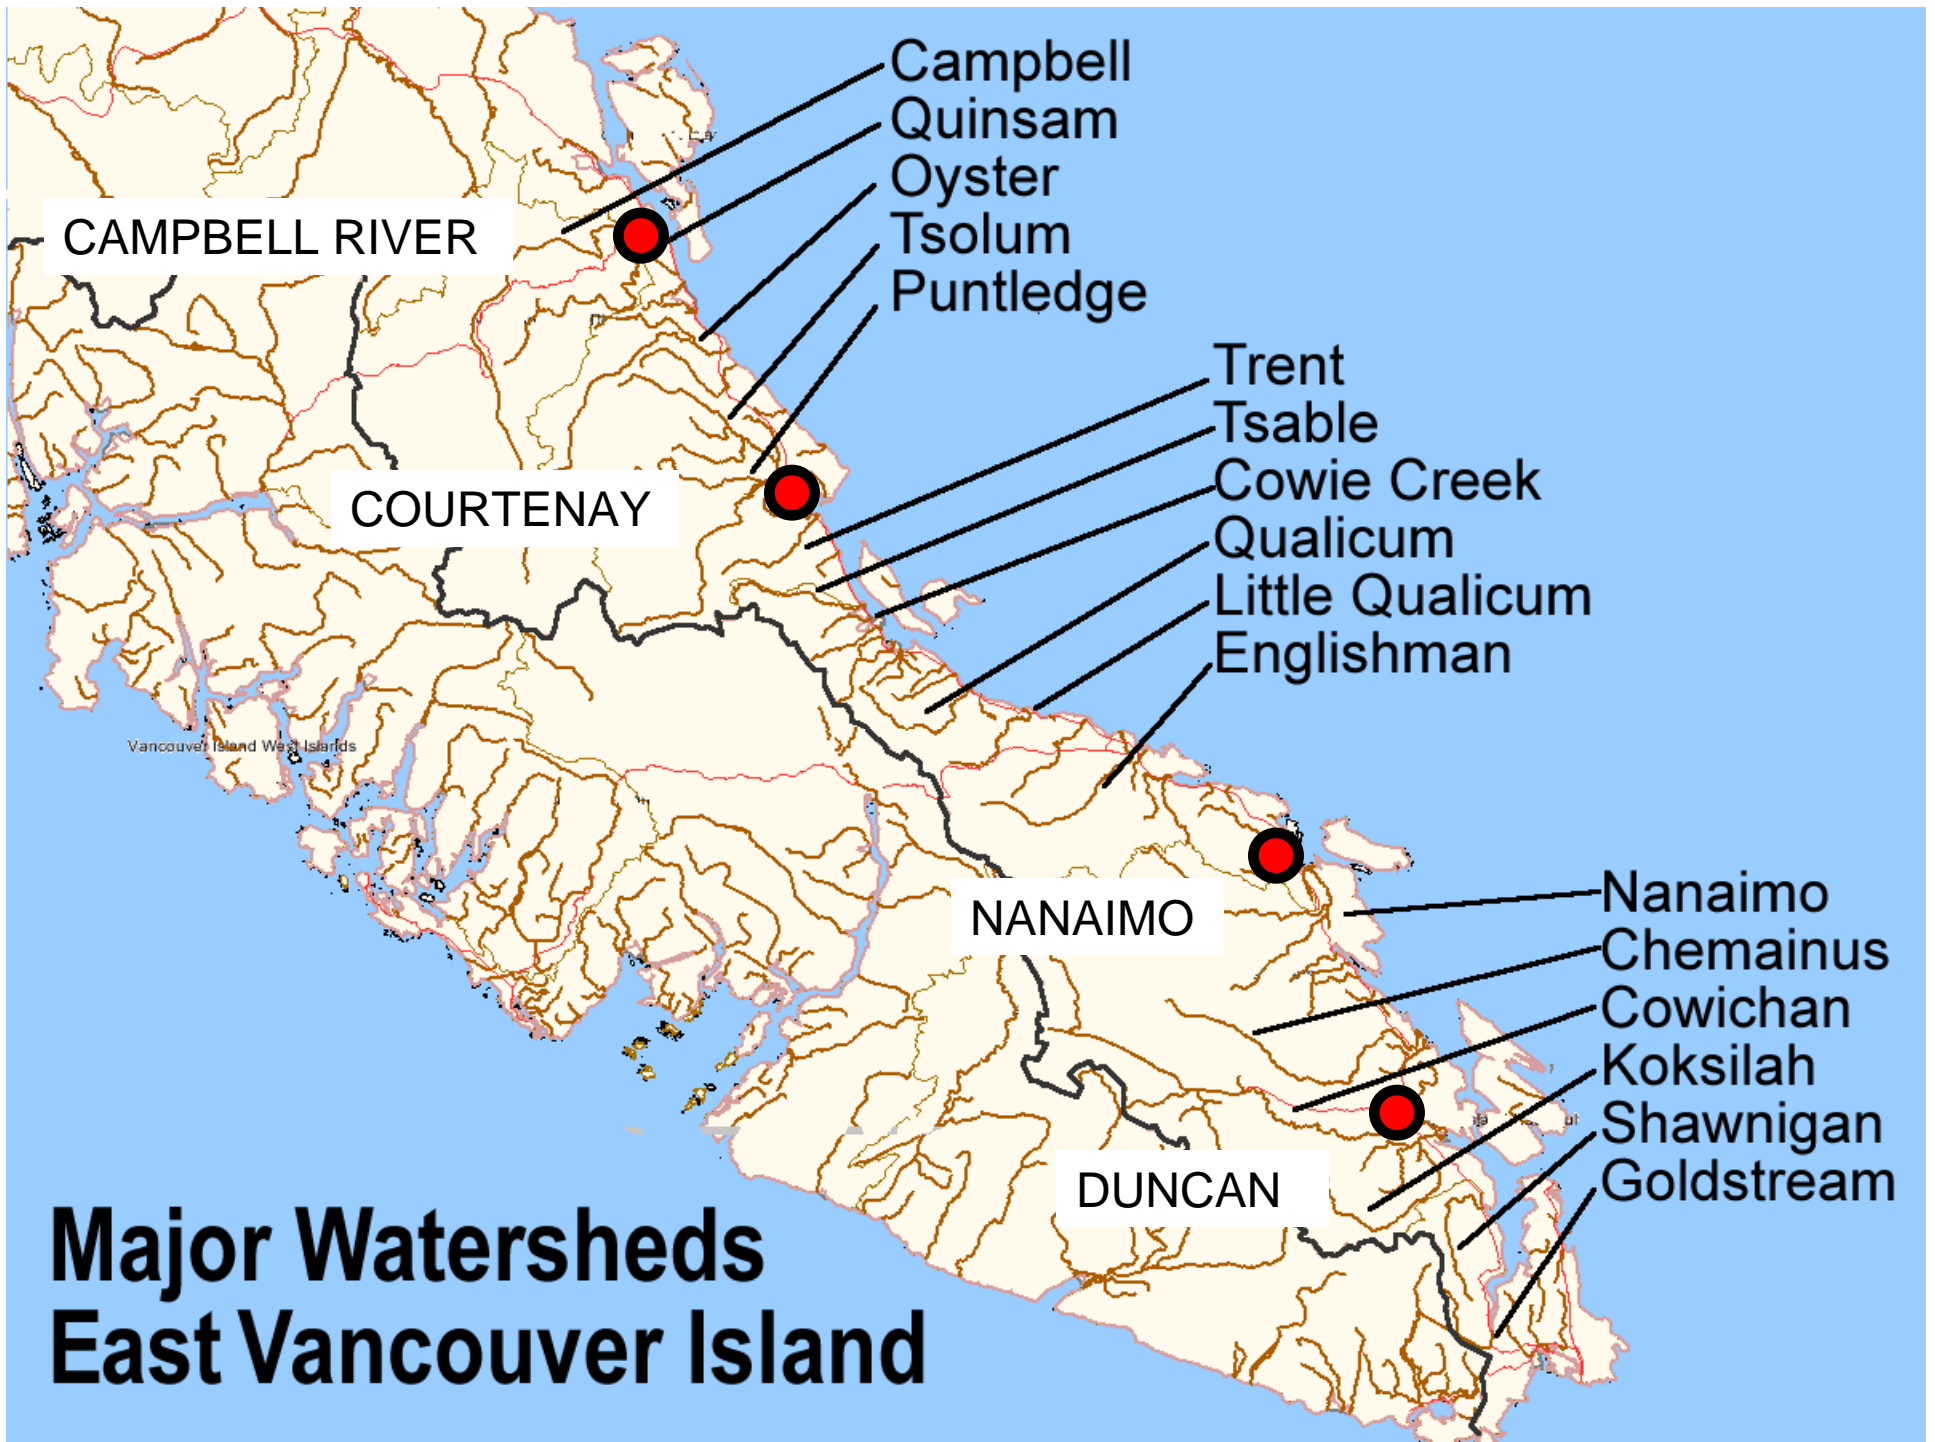 Campbell
Quinsam
Oyster
Tsolum
Puntledge
CAMPBELL RIVER
Trent
Tsable
Cowie Creek
Qualicum
Little Qualicum
Englishman
COURTENAY
Vancouver Island West Islands
NANAIMO
Nanaimo
Chemainus
Cowichan
Koksilah
Shawnigan
Goldstream
DUNCAN
Major Watersheds
East Vancouver Island